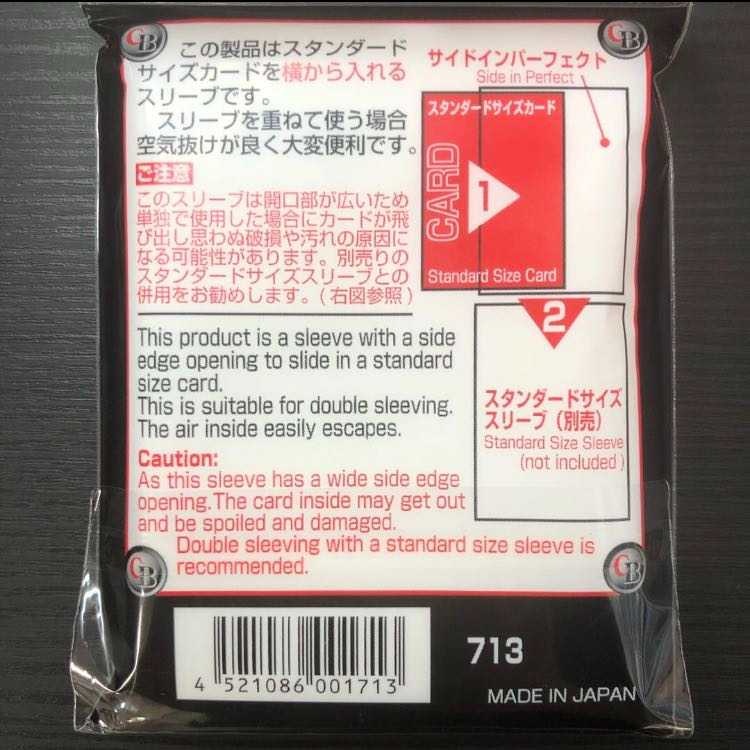 CB
CB
この製品はスタンダード
サイズカードを横から入れる
スリーブです。
スリーブを重ねて使う場合
空気抜けが良く大変便利です。
ご注意
このスリーブは開口部が広いため
単独で使用した場合にカードが飛
び出し思わぬ破損や汚れの原因に
なる可能性があります。別売りの
スタンダードサイズスリーブとの
併用をお勧めします。(右図参照)
サイドインパーフェクト
Side in Perfect
スタンダードサイズカード
CARD
1
Standard Size Card
2
スタンダードサイズ
スリーブ(別売)
Standard Size Sleeve
(not included)
This product is a sleeve with a side
edge opening to slide in a standard
size card.
This is suitable for double sleeving.
The air inside easily escapes.
Caution:
As this sleeve has a wide side edge
opening.The card inside may get out
and be spoiled and damaged.
Double sleeving with a standard size sleeve is
recommended.
CB
CB
4 521086 001713
713
MADE IN JAPAN